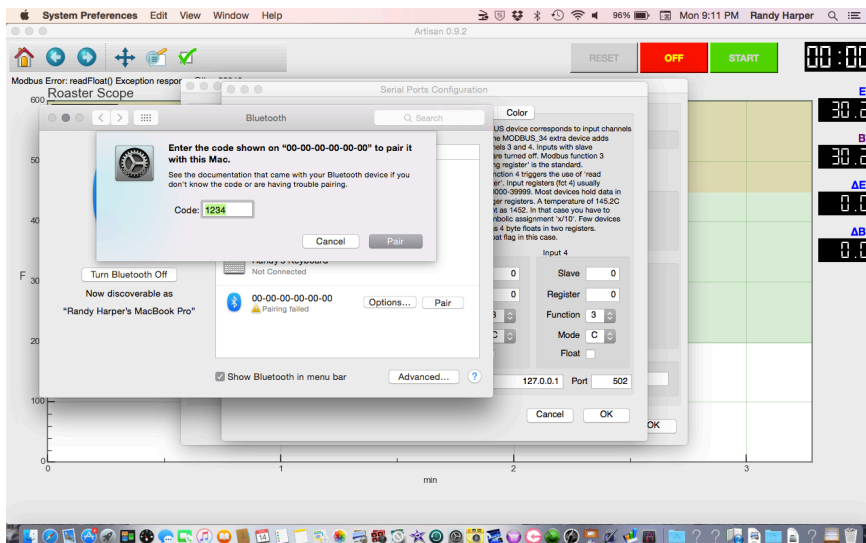 System Preferences Edit View Window Help 96% Mon 9:11 PM Randy Harper
Artisan 0.9.2
RESET OFF START 00:00
Modbus Error: readFloat() Exception respor
Roaster Scope
Serial Ports Configuration
Bluetooth
Search
Color
US device corresponds to input channels
he MODBUS_34 extra device adds
nels 3 and 4. Inputs with slave
are turned off. Modbus function 3
ng register' is the standard.
nction 4 triggers the use of 'read
er'. Input registers (fct 4) usually
0000-39999. Most devices hold data in
ger registers. A temperature of 145.2C
nt as 1452. In that case you have to
mbolic assignment 'x/10'. Few devices
as 4 byte floats in two registers.
oat flag in this case.
Enter the code shown on “00-00-00-00-00-00” to pair it
with this Mac.
See the documentation that came with your Bluetooth device if you
don't know the code or are having trouble pairing.
Code: 1234
Cancel Pair
Randy's Keyboard
Not Connected
Turn Bluetooth Off
Now discoverable as
“Randy Harper's MacBook Pro”
00-00-00-00-00-00
Pairing failed
Options... Pair
Show Bluetooth in menu bar
Advanced... ?
Input 4
0 Slave 0
0 Register 0
3 Function 3
C Mode C
Float
127.0.0.1 Port 502
Cancel OK
OK
E
30.2
B
30.2
ΔE
0.0
ΔB
0.0
600
50
40
F 30
20
100
0
0 1 2 3
min